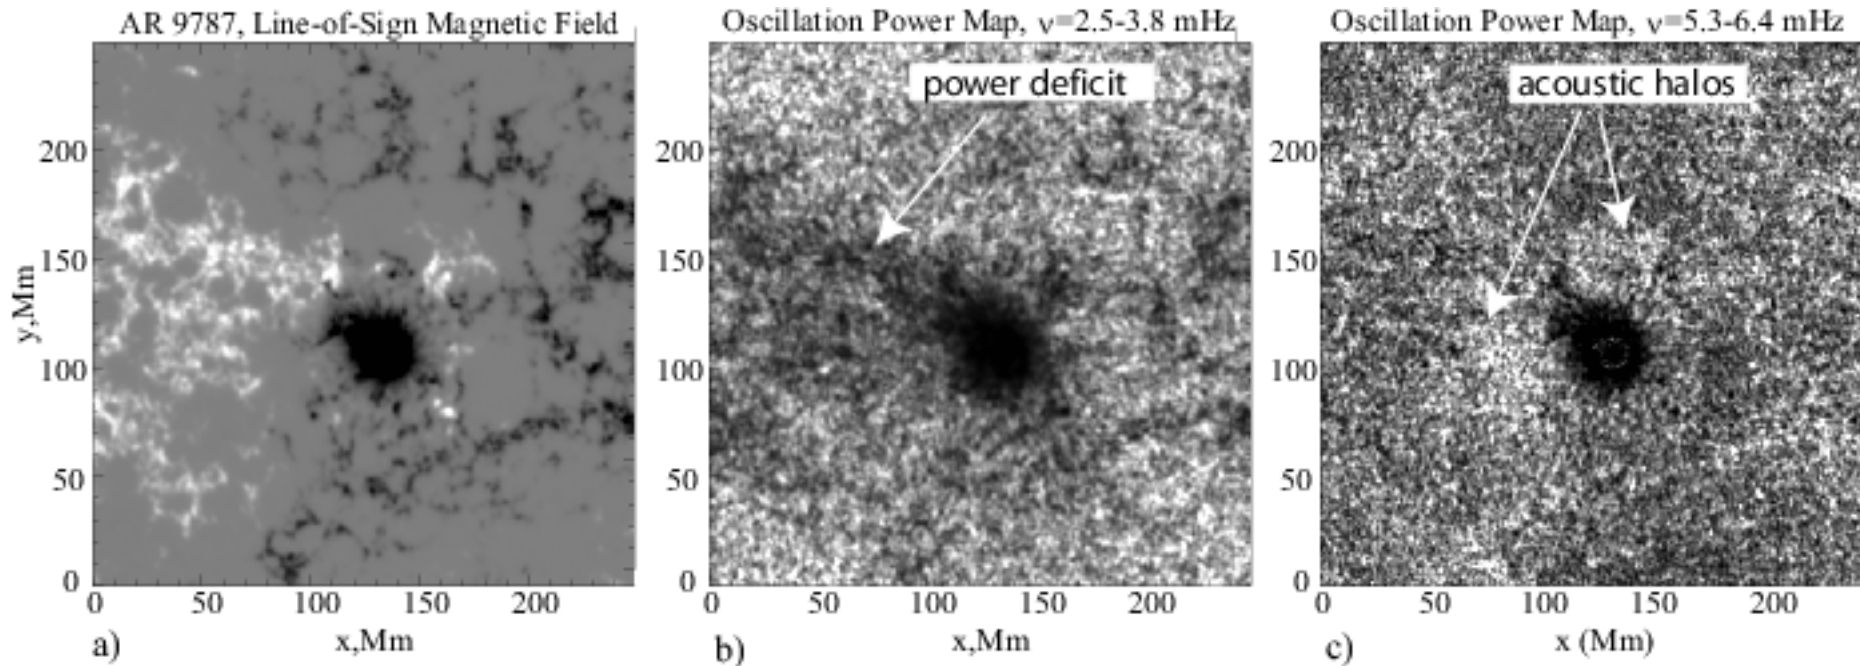 AR 9787, Line-of-Sign Magnetic Field
200
150
100
50
0
y,Mm
0 50 100 150 200
x,Mm
a)
Oscillation Power Map, ν=2.5-3.8 mHz
power deficit
200
150
100
50
0
0 50 100 150 200
x,Mm
b)
Oscillation Power Map, ν=5.3-6.4 mHz
acoustic halos
200
150
100
50
0
0 50 100 150 200
x (Mm)
c)